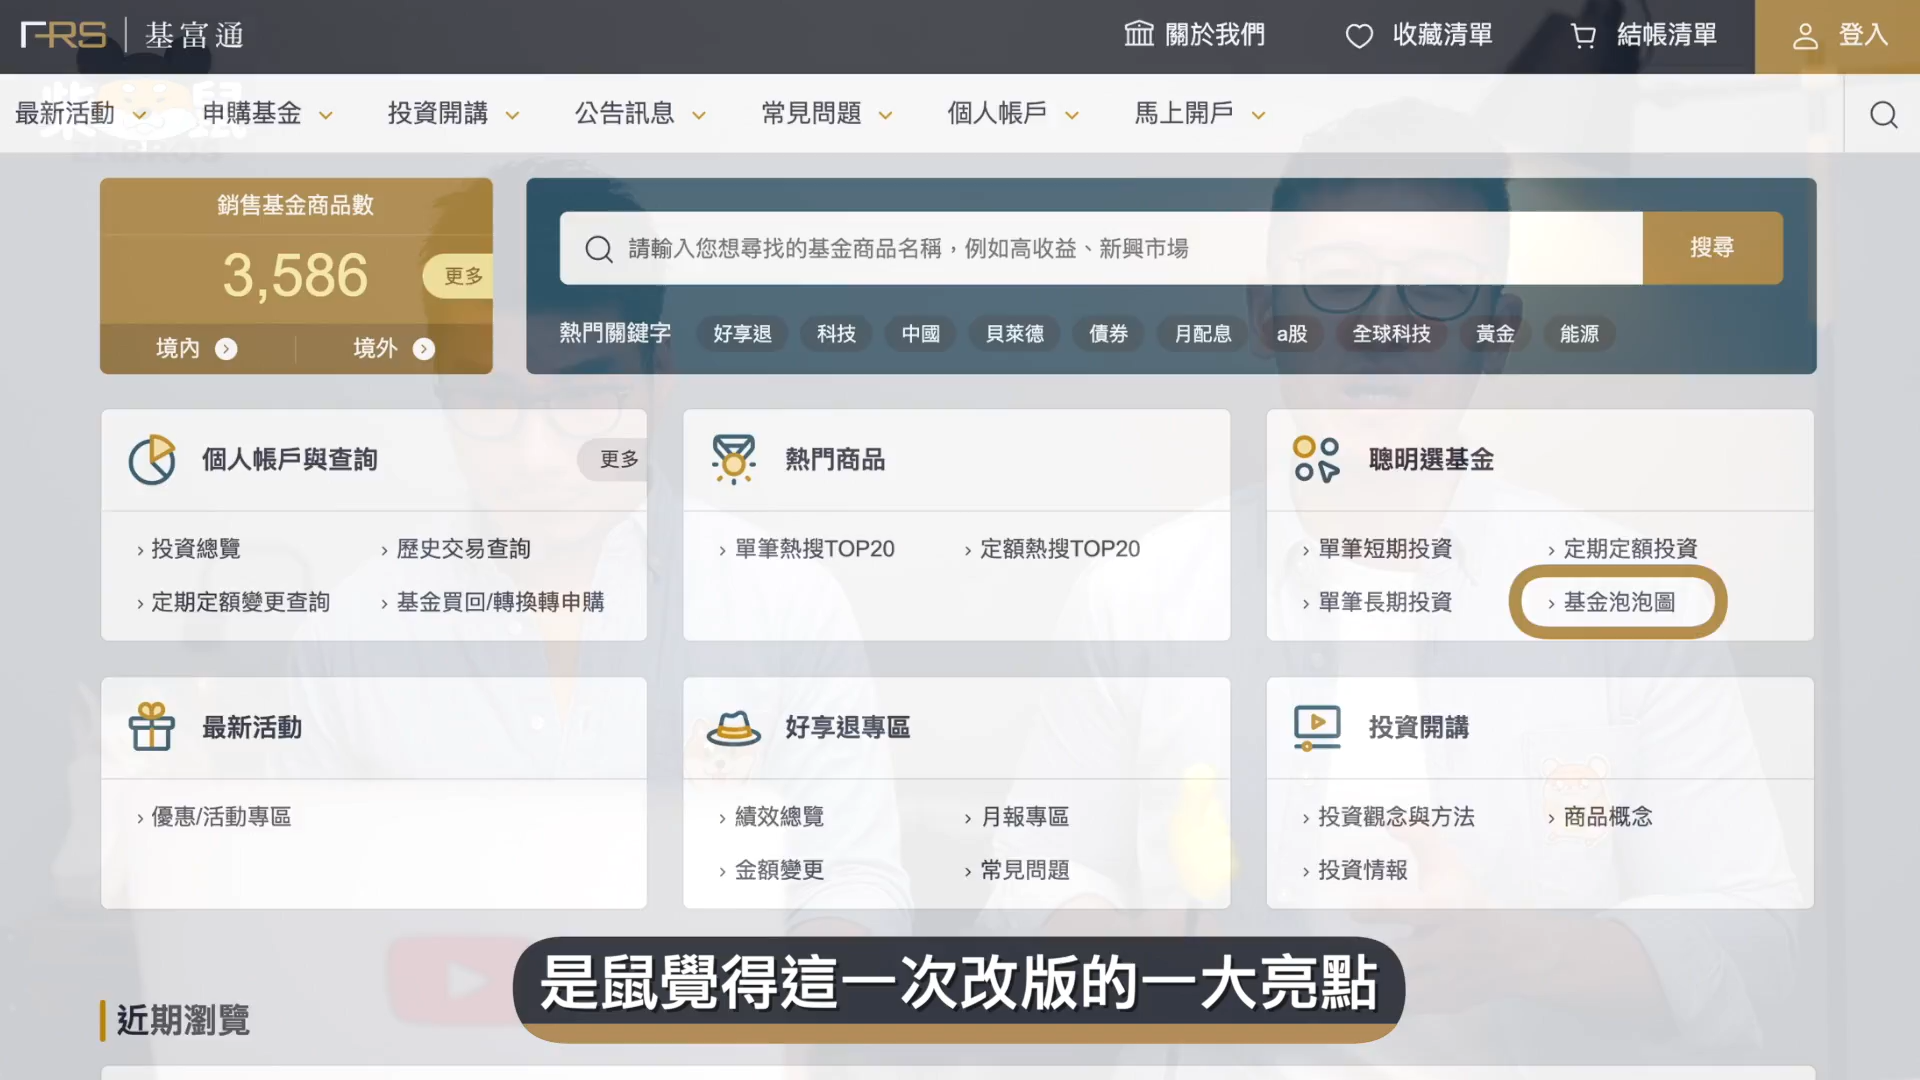 FRS 基富通
關於我們
收藏清單
結帳清單
登入
柴鼠
ZRBROS
最新活動
申購基金
投資開講
公告訊息
常見問題
個人帳戶
馬上開戶
銷售基金商品數
3,586
更多
境內
境外
請輸入您想尋找的基金商品名稱，例如高收益、新興市場
搜尋
熱門關鍵字 好享退 科技 中國 貝萊德 債券 月配息 a股 全球科技 黃金 能源
個人帳戶與查詢
更多
投資總覽
歷史交易查詢
定期定額變更查詢
基金買回/轉換轉申購
熱門商品
單筆熱搜TOP20
定額熱搜TOP20
聰明選基金
單筆短期投資
定期定額投資
單筆長期投資
基金泡泡圖
最新活動
優惠/活動專區
好享退專區
績效總覽
月報專區
金額變更
常見問題
投資開講
投資觀念與方法
商品概念
投資情報
近期瀏覽
是鼠覺得這一次改版的一大亮點